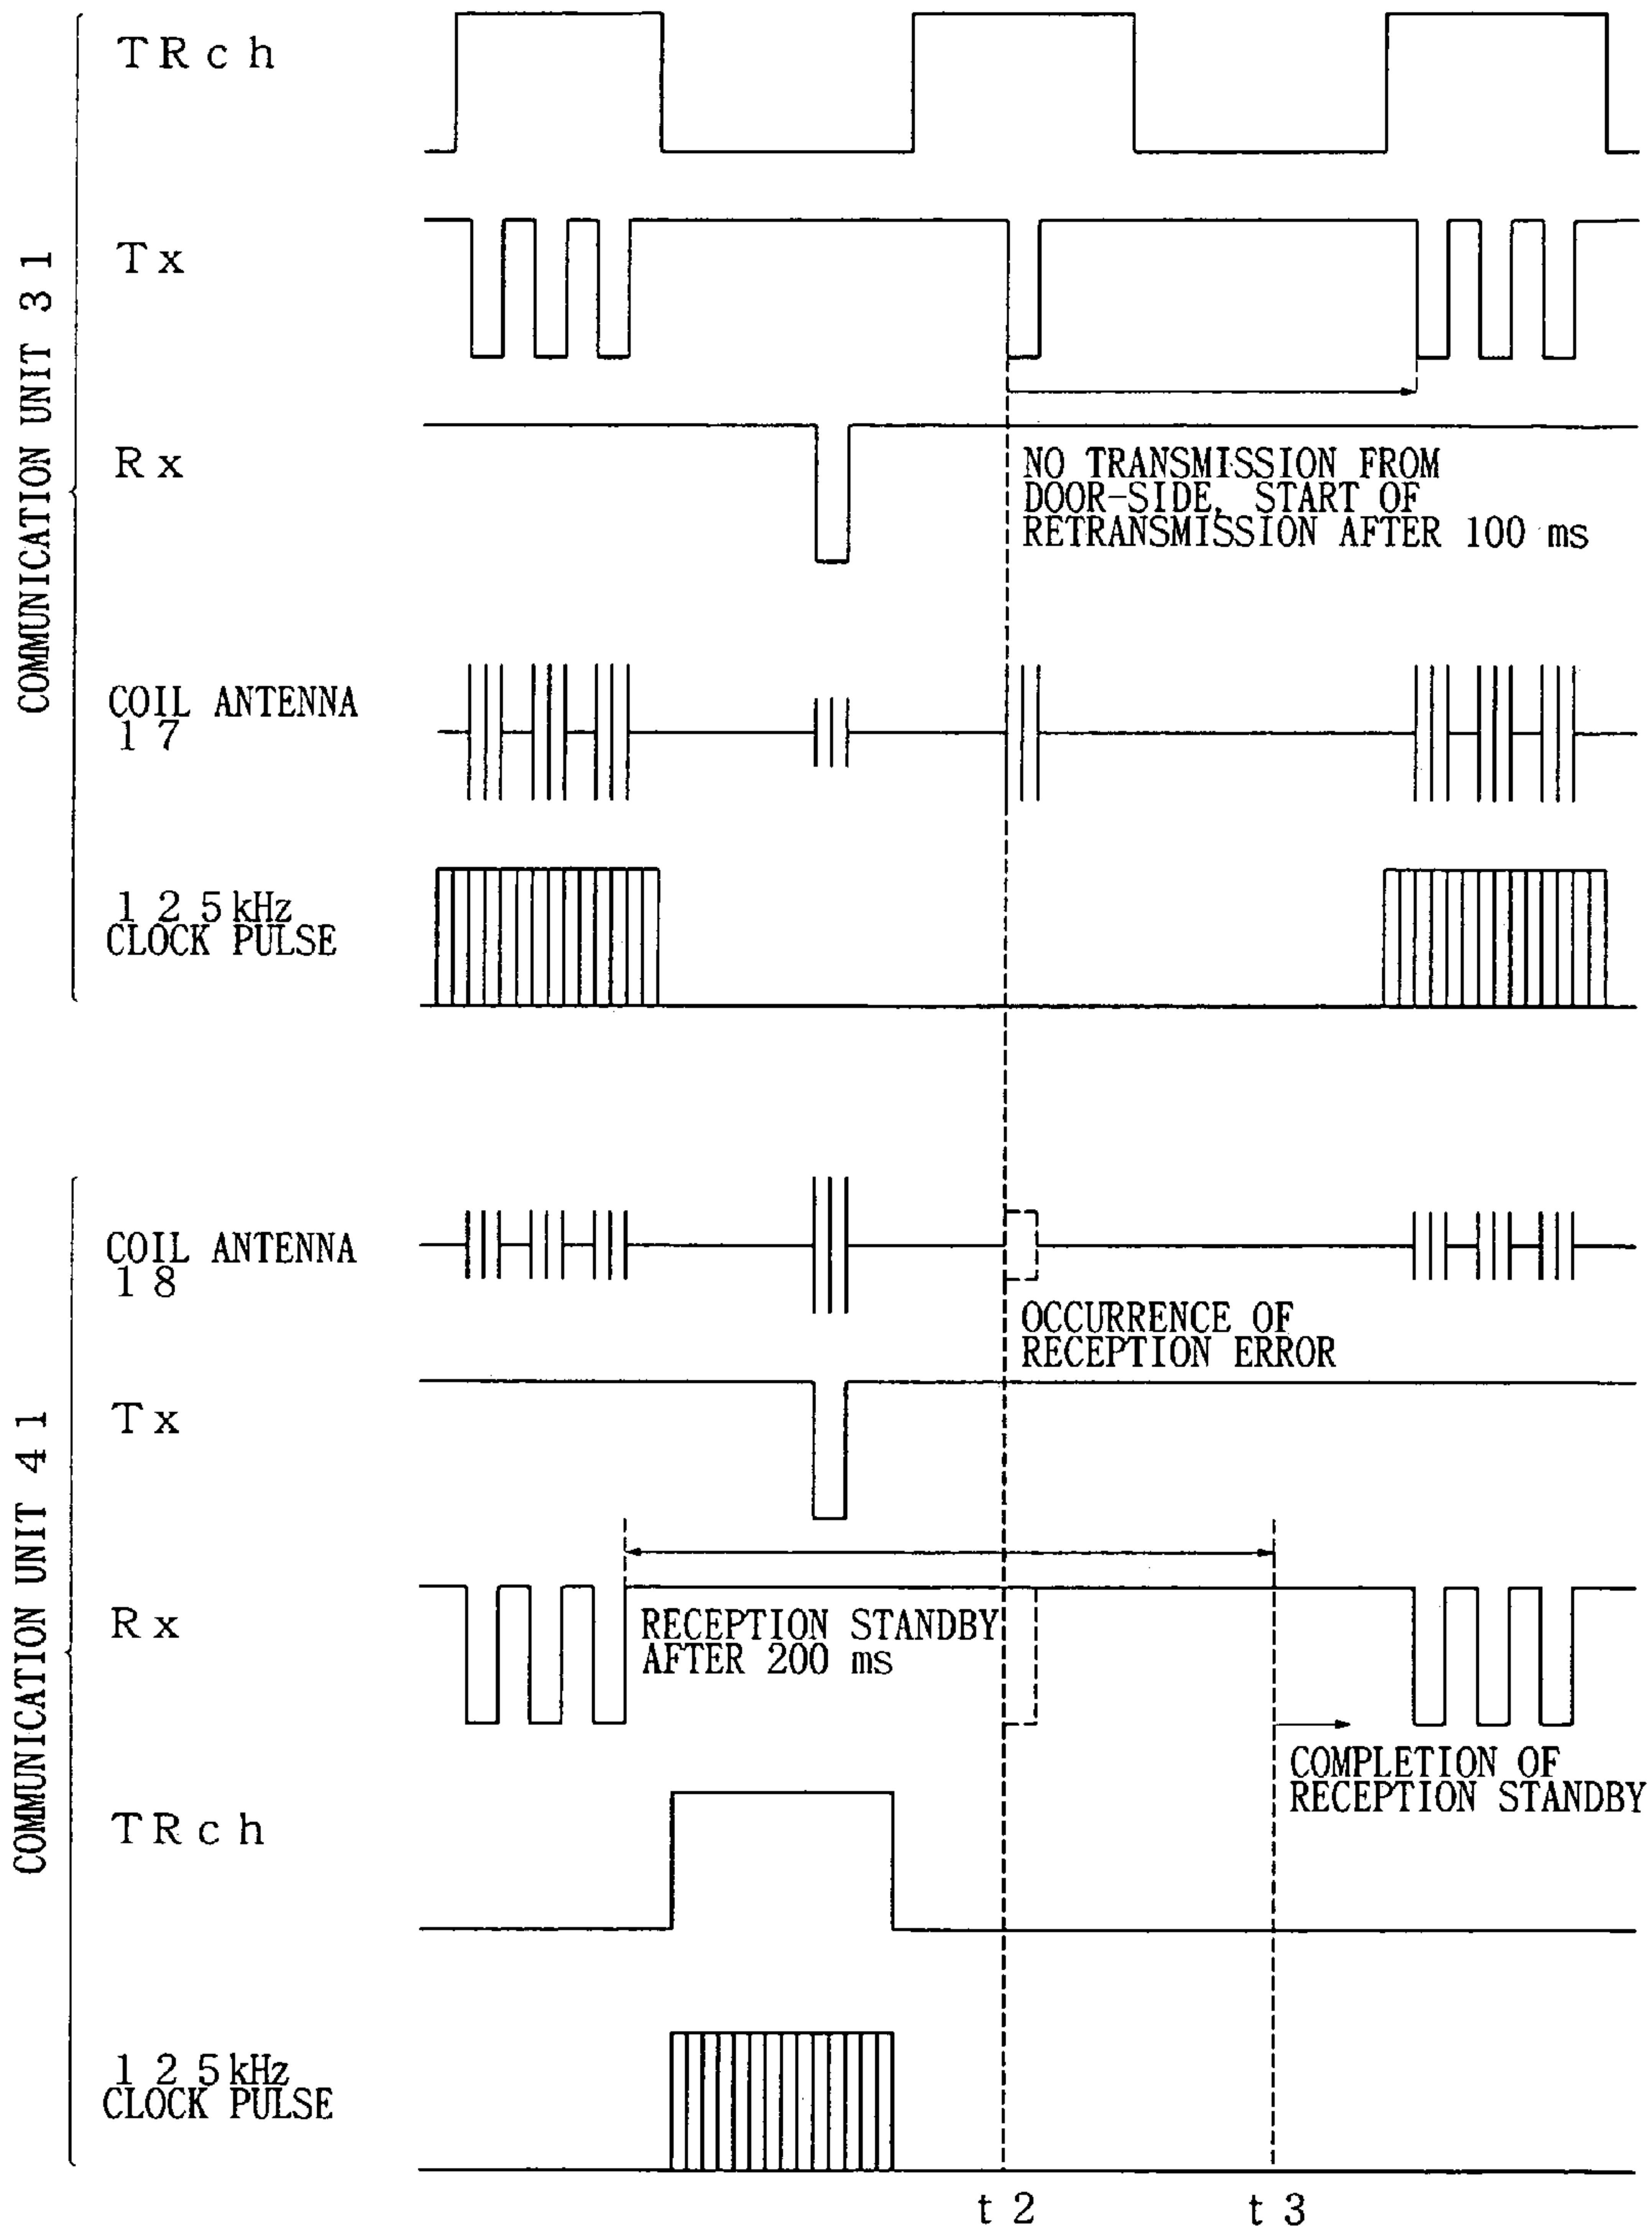 COMMUNICATION UNIT 31
TRch
Tx
Rx
NO TRANSMISSION FROM
DOOR-SIDE, START OF
RETRANSMISSION AFTER 100 ms
COIL ANTENNA
17
125kHz
CLOCK PULSE
COMMUNICATION UNIT 41
COIL ANTENNA
18
OCCURRENCE OF
RECEPTION ERROR
Tx
Rx
RECEPTION STANDBY
AFTER 200 ms
COMPLETION OF
RECEPTION STANDBY
TRch
125kHz
CLOCK PULSE
t2
t3